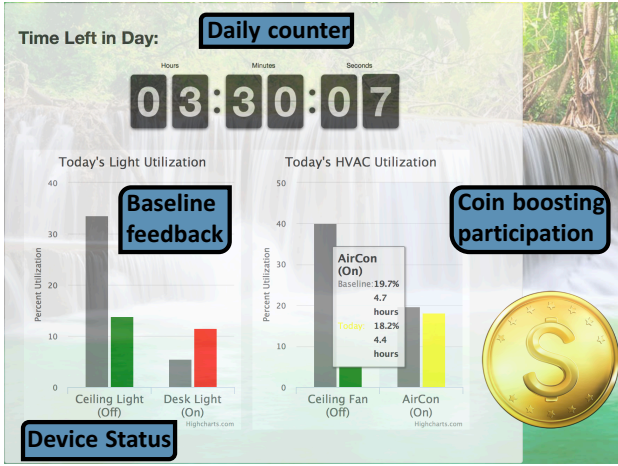 Time Left in Day:
Daily counter
Hours Minutes Seconds
03:30:07
Today's Light Utilization
Today's HVAC Utilization
40
30
20
10
0
Percent Utilization
Baseline
feedback
Ceiling Light
(Off)
Desk Light
(On)
Highcharts.com
50
40
30
20
10
0
Percent Utilization
AirCon
(On)
Baseline: 19.7%
4.7
hours
Today: 18.2%
4.4
hours
Ceiling Fan
(Off)
AirCon
(On)
Highcharts.com
Coin boosting
participation
$
Device Status